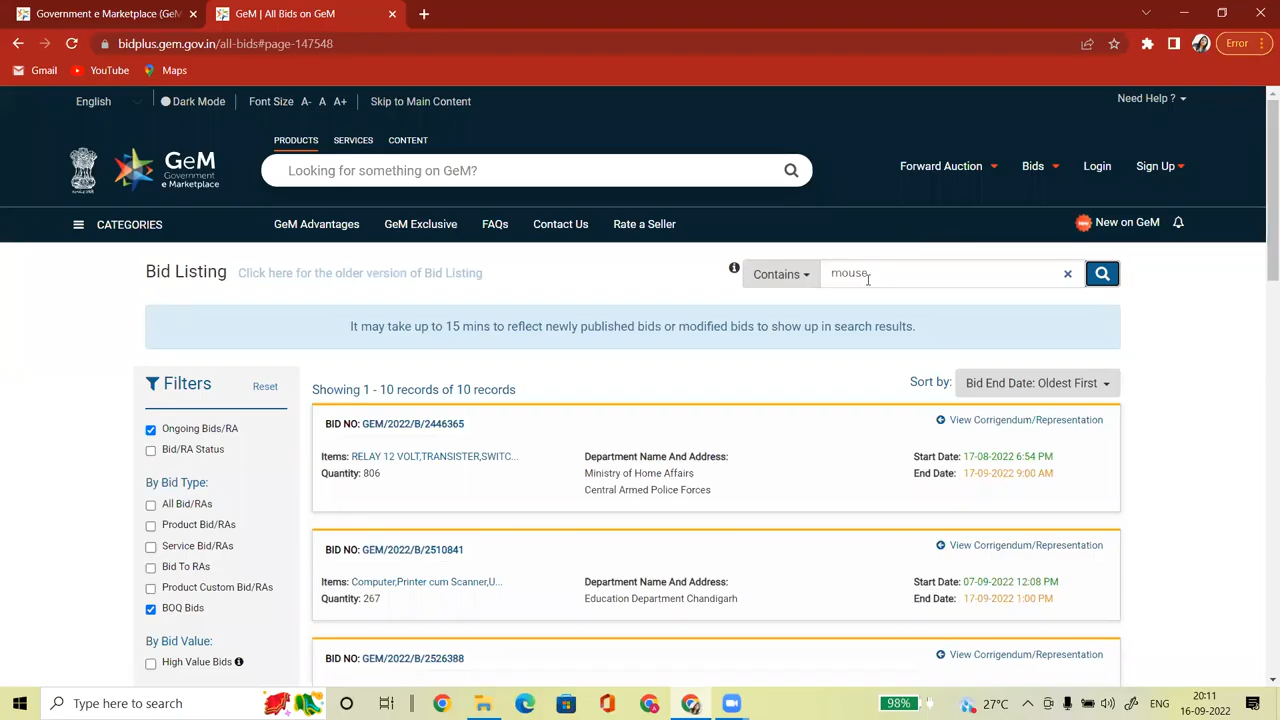 Government e Marketplace (GeM
GeM | All Bids on GeM
bidplus.gem.gov.in/all-bids#page-147548
Error
Gmail
YouTube
Maps
English
Dark Mode
Font Size A- A A+
Skip to Main Content
Need Help ?
PRODUCTS SERVICES CONTENT
GeM
Government
e Marketplace
Looking for something on GeM?
Forward Auction
Bids
Login
Sign Up
CATEGORIES
GeM Advantages
GeM Exclusive
FAQs
Contact Us
Rate a Seller
New on GeM
Bid Listing
Click here for the older version of Bid Listing
Contains
mouse
It may take up to 15 mins to reflect newly published bids or modified bids to show up in search results.
Filters
Reset
Showing 1 - 10 records of 10 records
Sort by: Bid End Date: Oldest First
Ongoing Bids/RA
Bid/RA Status
By Bid Type:
All Bid/RAs
Product Bid/RAs
Service Bid/RAs
Bid To RAs
Product Custom Bid/RAs
BOQ Bids
By Bid Value:
High Value Bids
BID NO: GEM/2022/B/2446365
View Corrigendum/Representation
Items: RELAY 12 VOLT,TRANSISTER,SWITC...
Quantity: 806
Department Name And Address:
Ministry of Home Affairs
Central Armed Police Forces
Start Date: 17-08-2022 6:54 PM
End Date: 17-09-2022 9:00 AM
BID NO: GEM/2022/B/2510841
View Corrigendum/Representation
Items: Computer,Printer cum Scanner,U...
Quantity: 267
Department Name And Address:
Education Department Chandigarh
Start Date: 07-09-2022 12:08 PM
End Date: 17-09-2022 1:00 PM
BID NO: GEM/2022/B/2526388
View Corrigendum/Representation
Type here to search
98%
27°C
ENG
20:11
16-09-2022